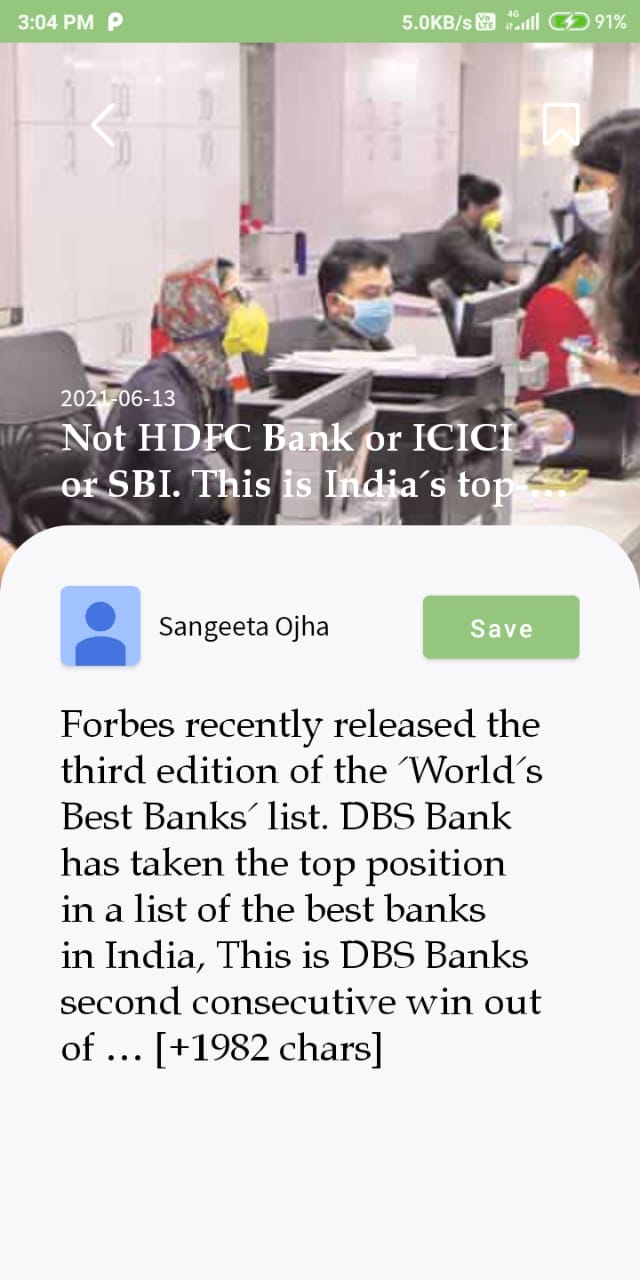 3:04 PM
5.0KB/s Vo LTE 4G 91%
2021-06-13
Not HDFC Bank or ICICI
or SBI. This is India´s top-...
Sangeeta Ojha
Save
Forbes recently released the
third edition of the ´World´s
Best Banks´ list. DBS Bank
has taken the top position
in a list of the best banks
in India, This is DBS Banks
second consecutive win out
of … [+1982 chars]